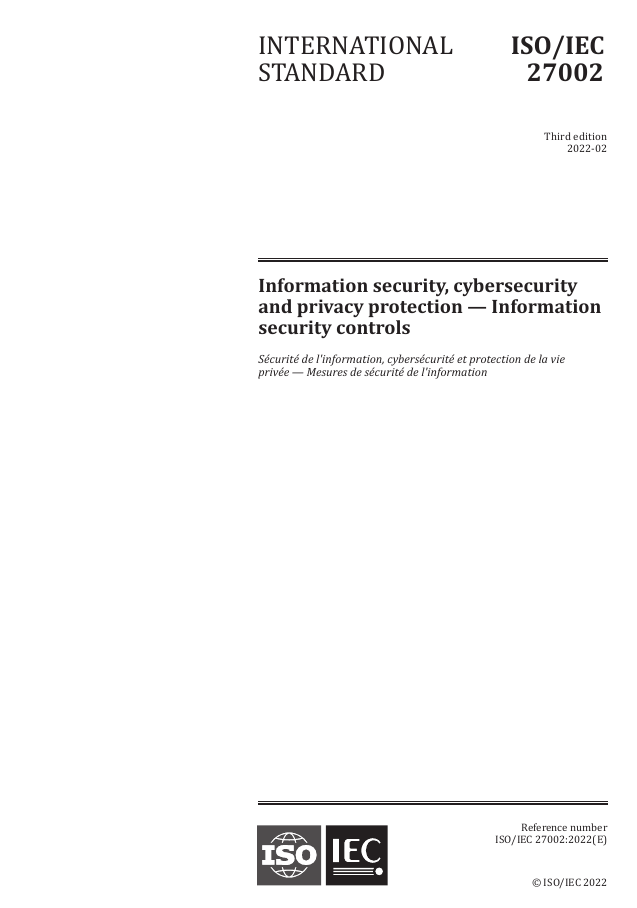 INTERNATIONAL
STANDARD
ISO/IEC
27002
Third edition
2022-02
Information security, cybersecurity
and privacy protection — Information
security controls
Sécurité de l'information, cybersécurité et protection de la vie
privée — Mesures de sécurité de l'information
ISO
IEC
Reference number
ISO/IEC 27002:2022(E)
© ISO/IEC 2022